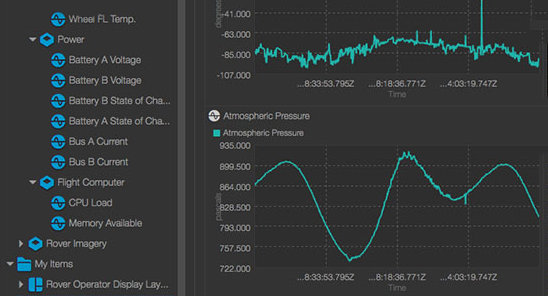 Wheel FL Temp.
Power
Battery A Voltage
Battery B Voltage
Battery B State of Cha...
Battery A State of Cha...
Bus A Current
Bus B Current
Flight Computer
CPU Load
Memory Available
Rover Imagery
My Items
Rover Operator Display Lay...
degrees
-41.000
-63.000
-85.000
-107.000
...8:33:53.795Z
...8:18:36.771Z
...4:03:19.747Z
Time
Atmospheric Pressure
Atmospheric Pressure
pascals
935.000
899.500
864.000
828.500
793.000
757.500
722.000
...8:33:53.795Z
...8:18:36.771Z
...4:03:19.747Z
Time